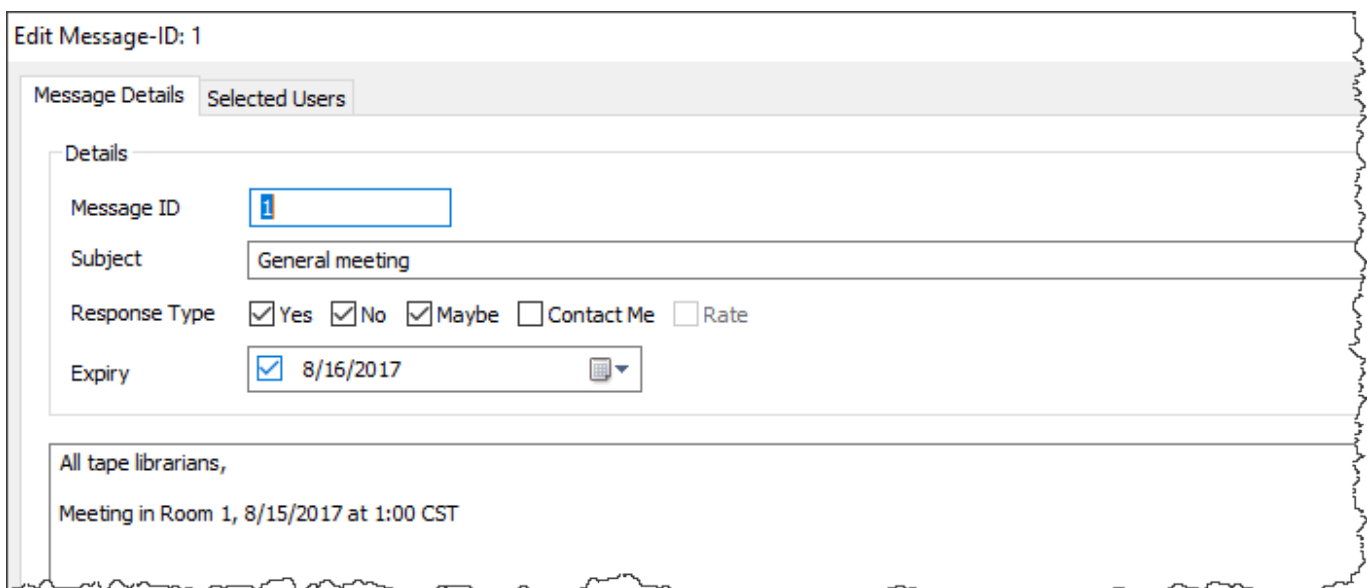 Edit Message-ID: 1
Message Details Selected Users
Details
Message ID 1
Subject General meeting
Response Type Yes No Maybe Contact Me Rate
Expiry 8/16/2017
All tape librarians,
Meeting in Room 1, 8/15/2017 at 1:00 CST